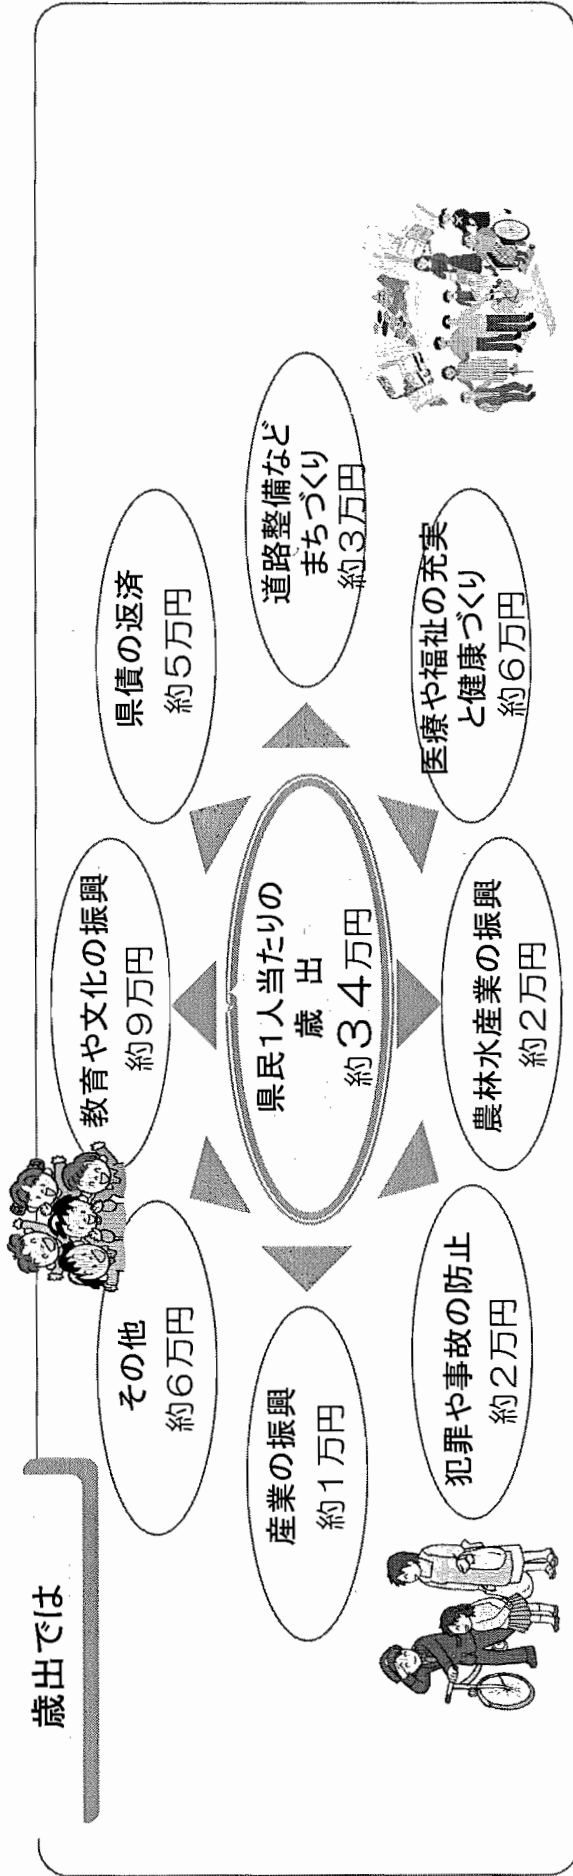 歳出では
教育や文化の振興
約9万円
県債の返済
約5万円
道路整備など
まちづくり
約3万円
医療や福祉の充実
と健康づくり
約6万円
農林水産業の振興
約2万円
犯罪や事故の防止
約2万円
産業の振興
約1万円
その他
約6万円
県民1人当たりの
歳出
約34万円